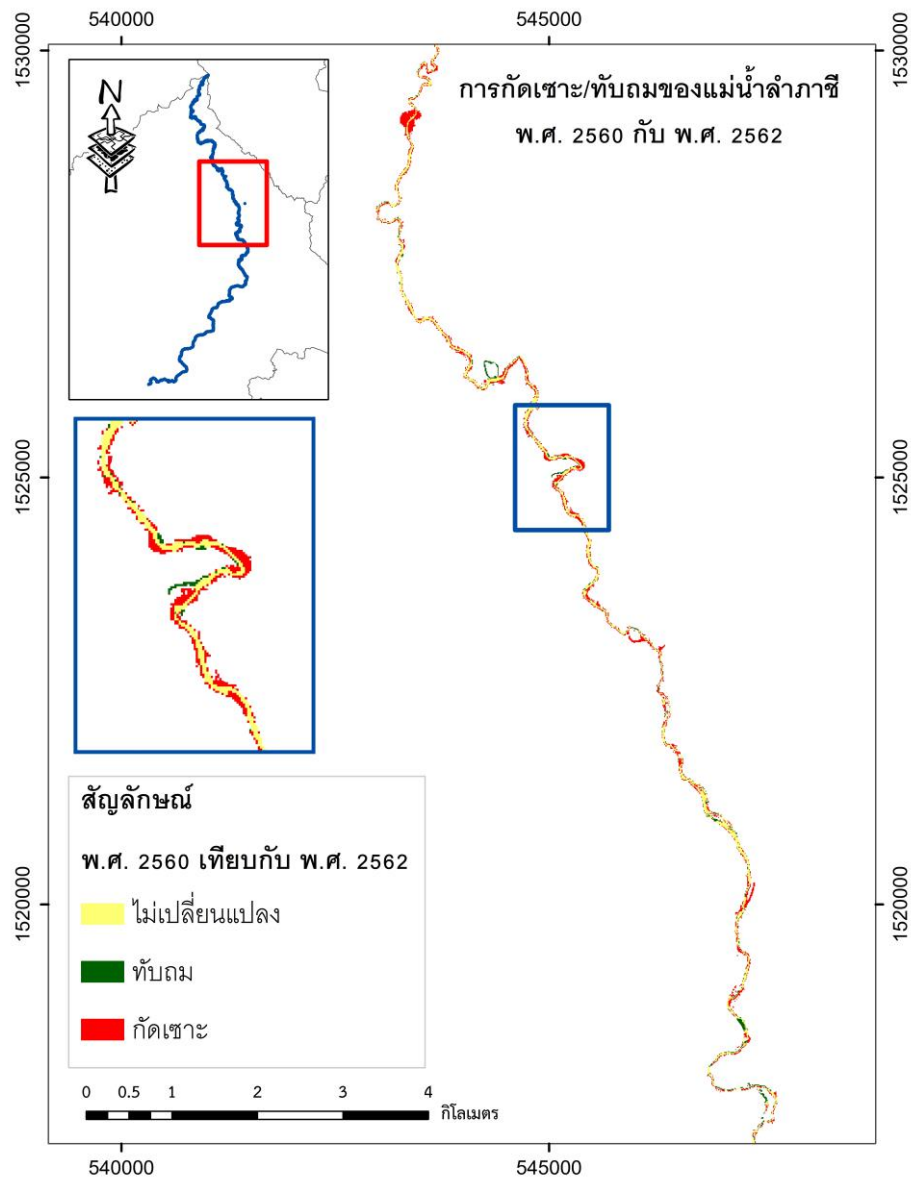 540000 545000
1530000 1530000
N
การกัดเซาะ/ทับถมของแม่น้ำลำภาชี
พ.ศ. 2560 กับ พ.ศ. 2562
1525000 1525000
สัญลักษณ์
พ.ศ. 2560 เทียบกับ พ.ศ. 2562
ไม่เปลี่ยนแปลง
ทับถม
กัดเซาะ
1520000 1520000
0 0.5 1 2 3 4
กิโลเมตร
540000 545000